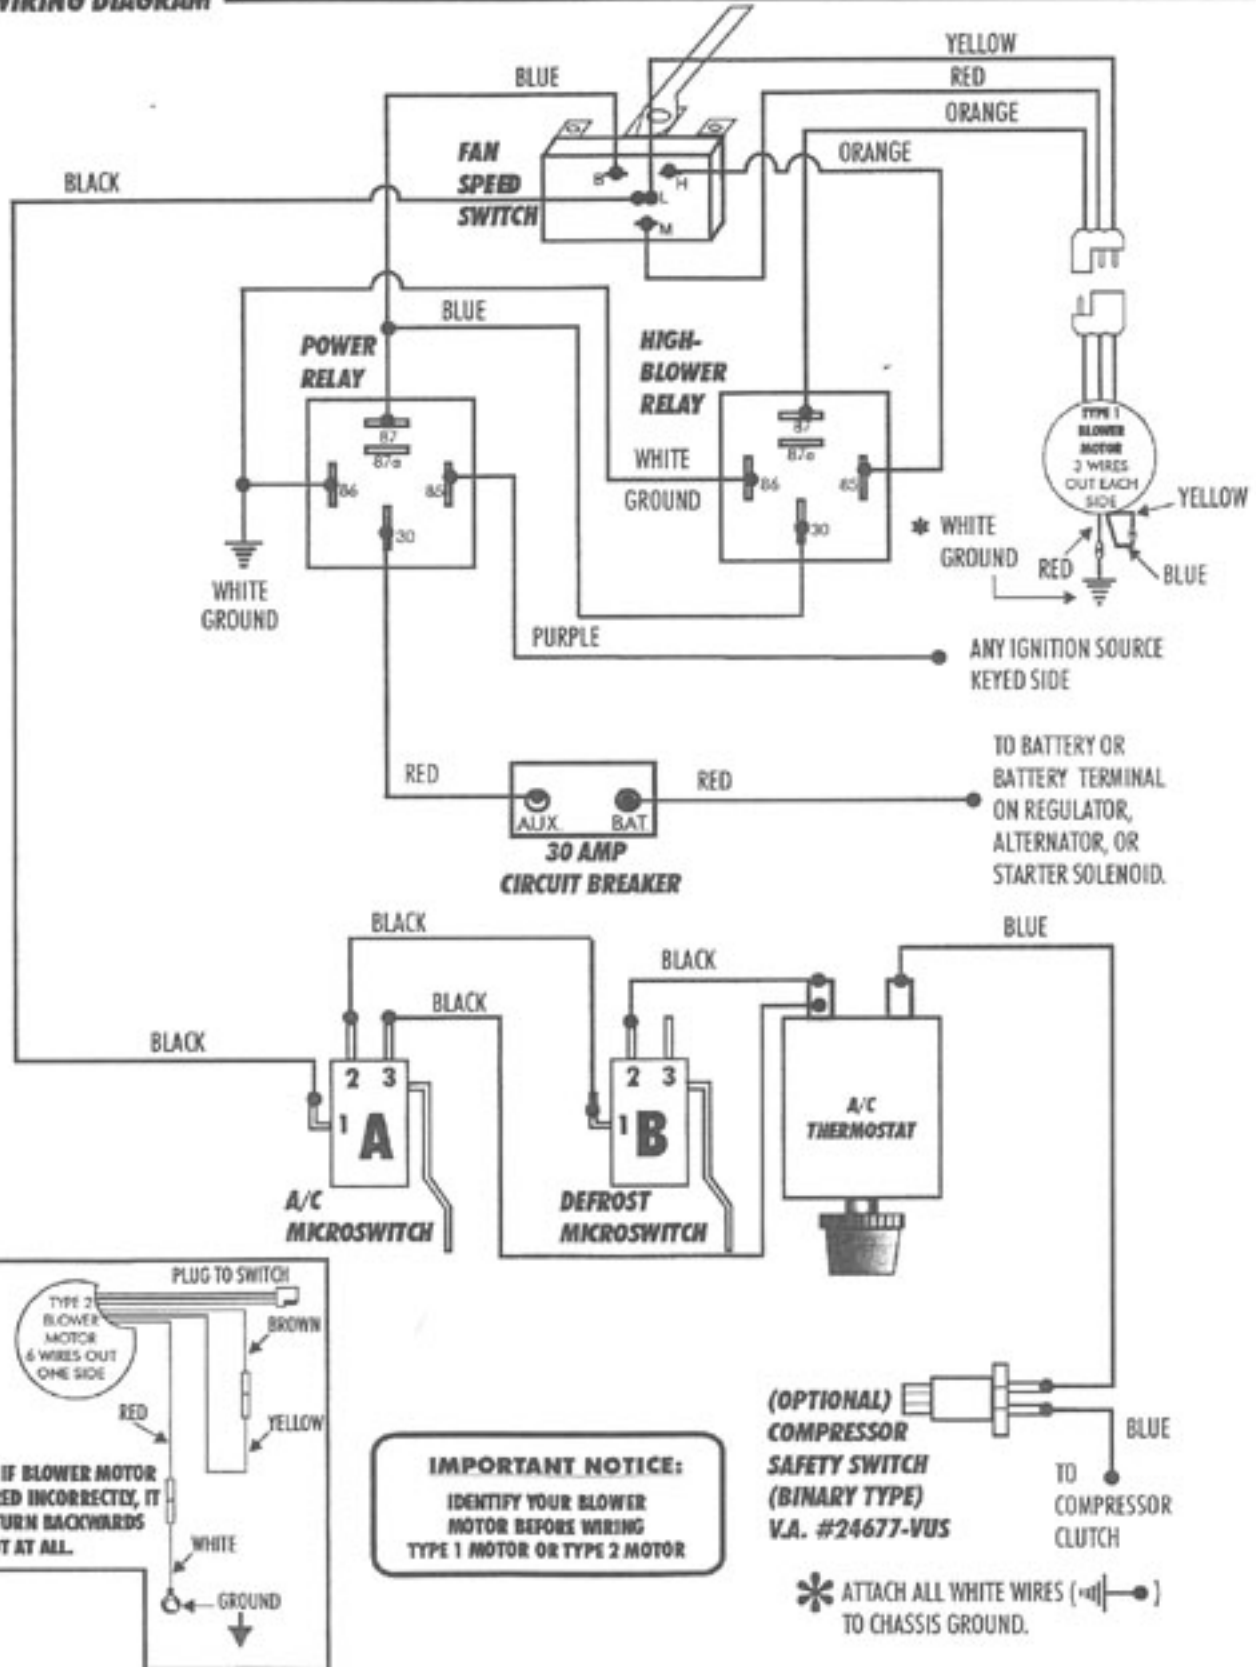 WIRING DIAGRAM
YELLOW
RED
ORANGE
BLUE
ORANGE
FAN
SPEED
SWITCH
B
H
L
M
BLACK
BLUE
POWER
RELAY
87
87a
86
85
30
HIGH-
BLOWER
RELAY
87
87a
86
85
30
WHITE
GROUND
WHITE
GROUND
TYPE 1
BLOWER
MOTOR
3 WIRES
OUT EACH
SIDE
YELLOW
* WHITE
GROUND
RED
BLUE
PURPLE
ANY IGNITION SOURCE
KEYED SIDE
RED
AUX.
BAT
RED
30 AMP
CIRCUIT BREAKER
TO BATTERY OR
BATTERY TERMINAL
ON REGULATOR,
ALTERNATOR, OR
STARTER SOLENOID.
BLACK
BLACK
BLACK
BLACK
BLUE
2 3
1 A
A/C
MICROSWITCH
2 3
1 B
DEFROST
MICROSWITCH
A/C
THERMOSTAT
PLUG TO SWITCH
TYPE 2
BLOWER
MOTOR
6 WIRES OUT
ONE SIDE
BROWN
RED
YELLOW
IF BLOWER MOTOR
ED INCORRECTLY, IT
URN BACKWARDS
T AT ALL.
WHITE
GROUND
IMPORTANT NOTICE:
IDENTIFY YOUR BLOWER
MOTOR BEFORE WIRING
TYPE 1 MOTOR OR TYPE 2 MOTOR
(OPTIONAL)
COMPRESSOR
SAFETY SWITCH
(BINARY TYPE)
V.A. #24677-VUS
BLUE
TO
COMPRESSOR
CLUTCH
* ATTACH ALL WHITE WIRES ( )
TO CHASSIS GROUND.